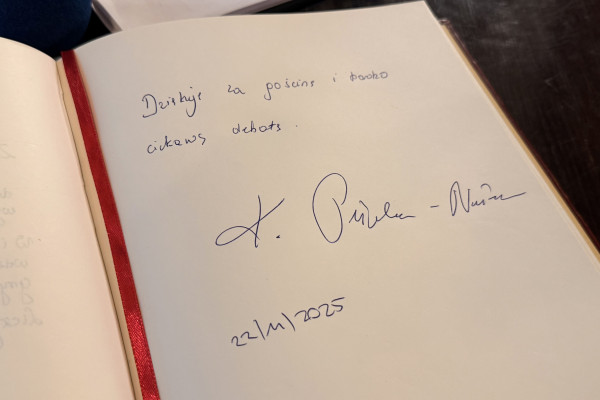 Dziękuję za gościnę i bardzo
ciekawą debatę.
K.
22/11/2025